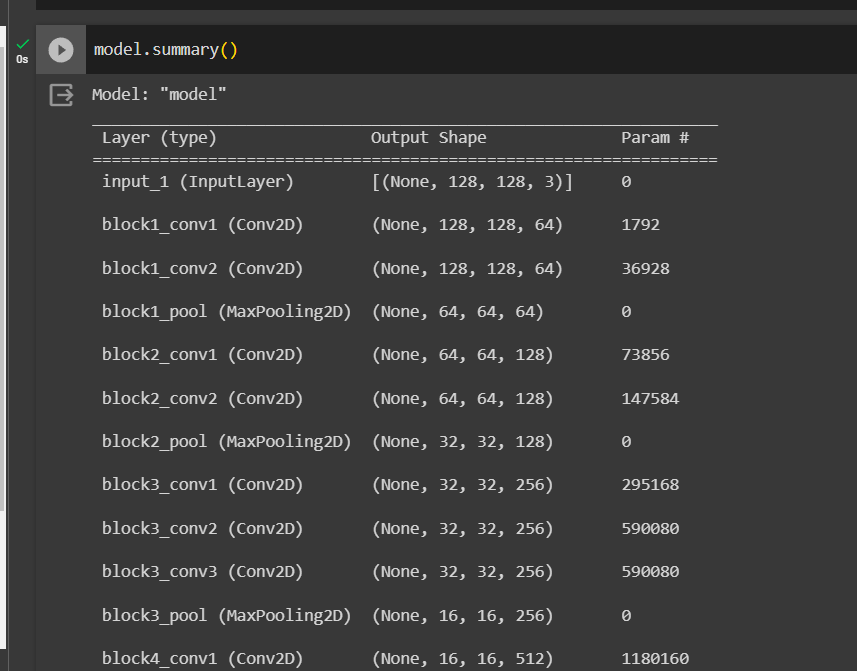 model.summary()
0s
Model: "model"
Layer (type) Output Shape Param #
=================================================================
input_1 (InputLayer) [(None, 128, 128, 3)] 0
block1_conv1 (Conv2D) (None, 128, 128, 64) 1792
block1_conv2 (Conv2D) (None, 128, 128, 64) 36928
block1_pool (MaxPooling2D) (None, 64, 64, 64) 0
block2_conv1 (Conv2D) (None, 64, 64, 128) 73856
block2_conv2 (Conv2D) (None, 64, 64, 128) 147584
block2_pool (MaxPooling2D) (None, 32, 32, 128) 0
block3_conv1 (Conv2D) (None, 32, 32, 256) 295168
block3_conv2 (Conv2D) (None, 32, 32, 256) 590080
block3_conv3 (Conv2D) (None, 32, 32, 256) 590080
block3_pool (MaxPooling2D) (None, 16, 16, 256) 0
block4_conv1 (Conv2D) (None, 16, 16, 512) 1180160